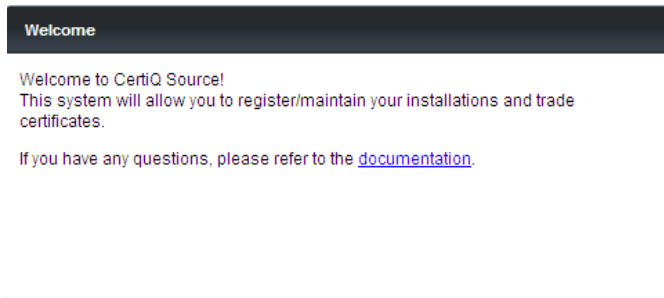 Welcome
Welcome to CertiQ Source!
This system will allow you to register/maintain your installations and trade
certificates.
If you have any questions, please refer to the documentation.